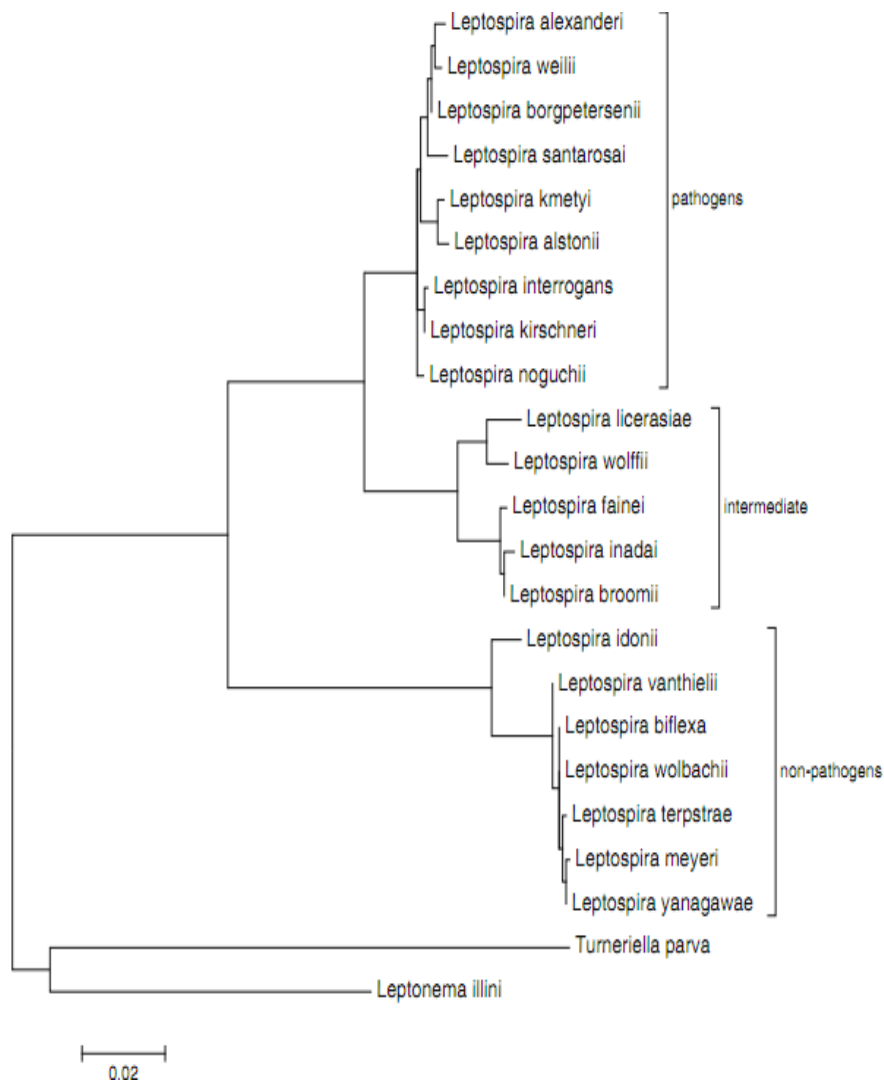 Leptospira alexanderi
Leptospira weilii
Leptospira borgpetersenii
Leptospira santarosai
Leptospira kmetyi
pathogens
Leptospira alstonii
Leptospira interrogans
Leptospira kirschneri
Leptospira noguchii
Leptospira licerasiae
Leptospira wolffii
Leptospira fainei
intermediate
Leptospira inadai
Leptospira broomii
Leptospira idonii
Leptospira vanthielii
Leptospira biflexa
Leptospira wolbachii
non-pathogens
Leptospira terpstrae
Leptospira meyeri
Leptospira yanagawae
Turneriella parva
Leptonema illini
0.02